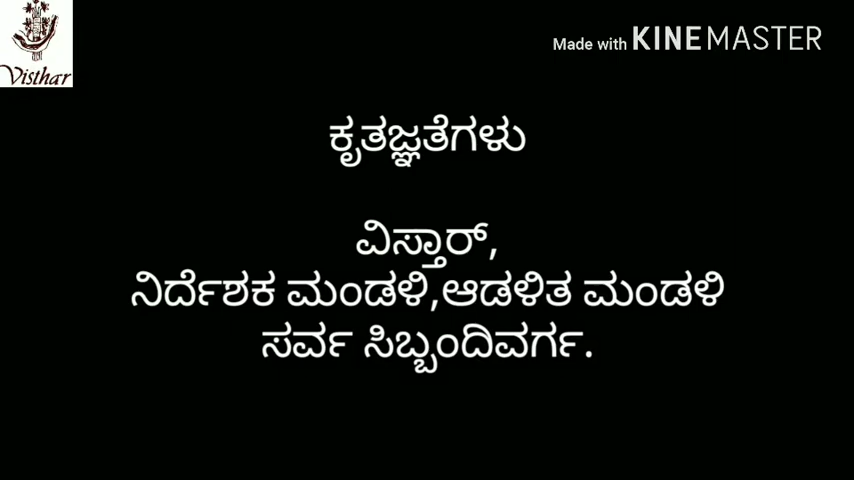 Visthar
Made with KINEMASTER
ಕೃತಜ್ಞತೆಗಳು
ವಿಸ್ತಾರ್,
ನಿರ್ದೆಶಕ ಮಂಡಳಿ,ಆಡಳಿತ ಮಂಡಳಿ
ಸರ್ವ ಸಿಬ್ಬಂದಿವರ್ಗ.